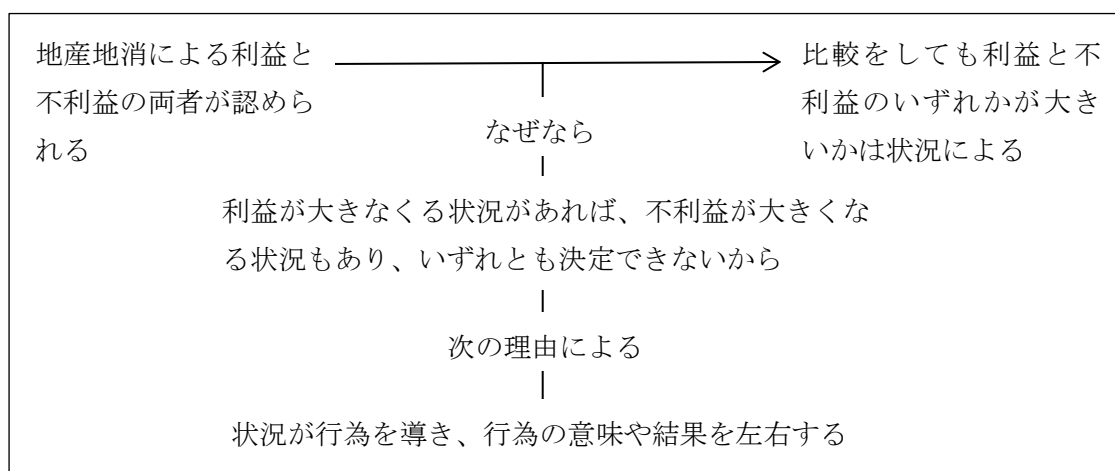 地産地消による利益と
不利益の両者が認めら
れる
比較をしても利益と不
利益のいずれかが大き
いかは状況による
なぜなら
利益が大きなくる状況があれば、不利益が大きくな
る状況もあり、いずれとも決定できないから
次の理由による
状況が行為を導き、行為の意味や結果を左右する